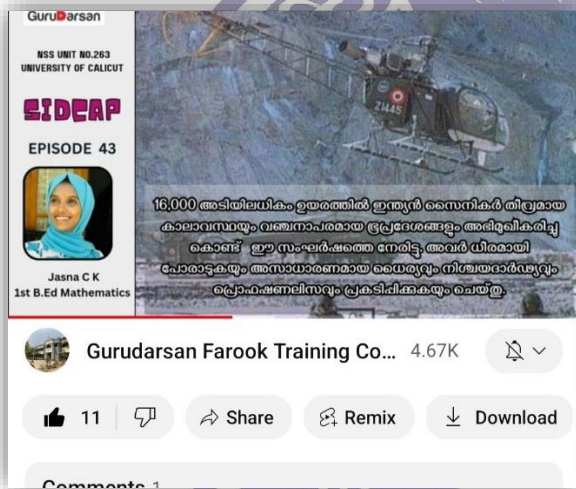 GuruDarsan
NSS UNIT NO.263
UNIVERSITY OF CALICUT
SIDCAP
EPISODE 43
Jasna C K
1st B.Ed Mathematics
Z1445
16,000 അടിയിലധികം ഉയരത്തിൽ ഇന്ത്യൻ സൈനികർ തീവ്രമായ
കാലാവസ്ഥയും വഞ്ചനാപരമായ ഭൂപ്രദേശങ്ങളും അഭിമുഖീകരിച്ചു
കൊണ്ട് ഈ സംഘർഷത്തെ നേരിട്ടു. അവർ ധീരമായി
പോരാടുകയും അസാധാരണമായ ധൈര്യവും നിശ്ചയദാർഢ്യവും
പ്രൊഫഷണലിസവും പ്രകടിപ്പിക്കുകയും ചെയ്തു.
Gurudarsan Farook Training Co... 4.67K
11 Share Remix Download
Comments 1